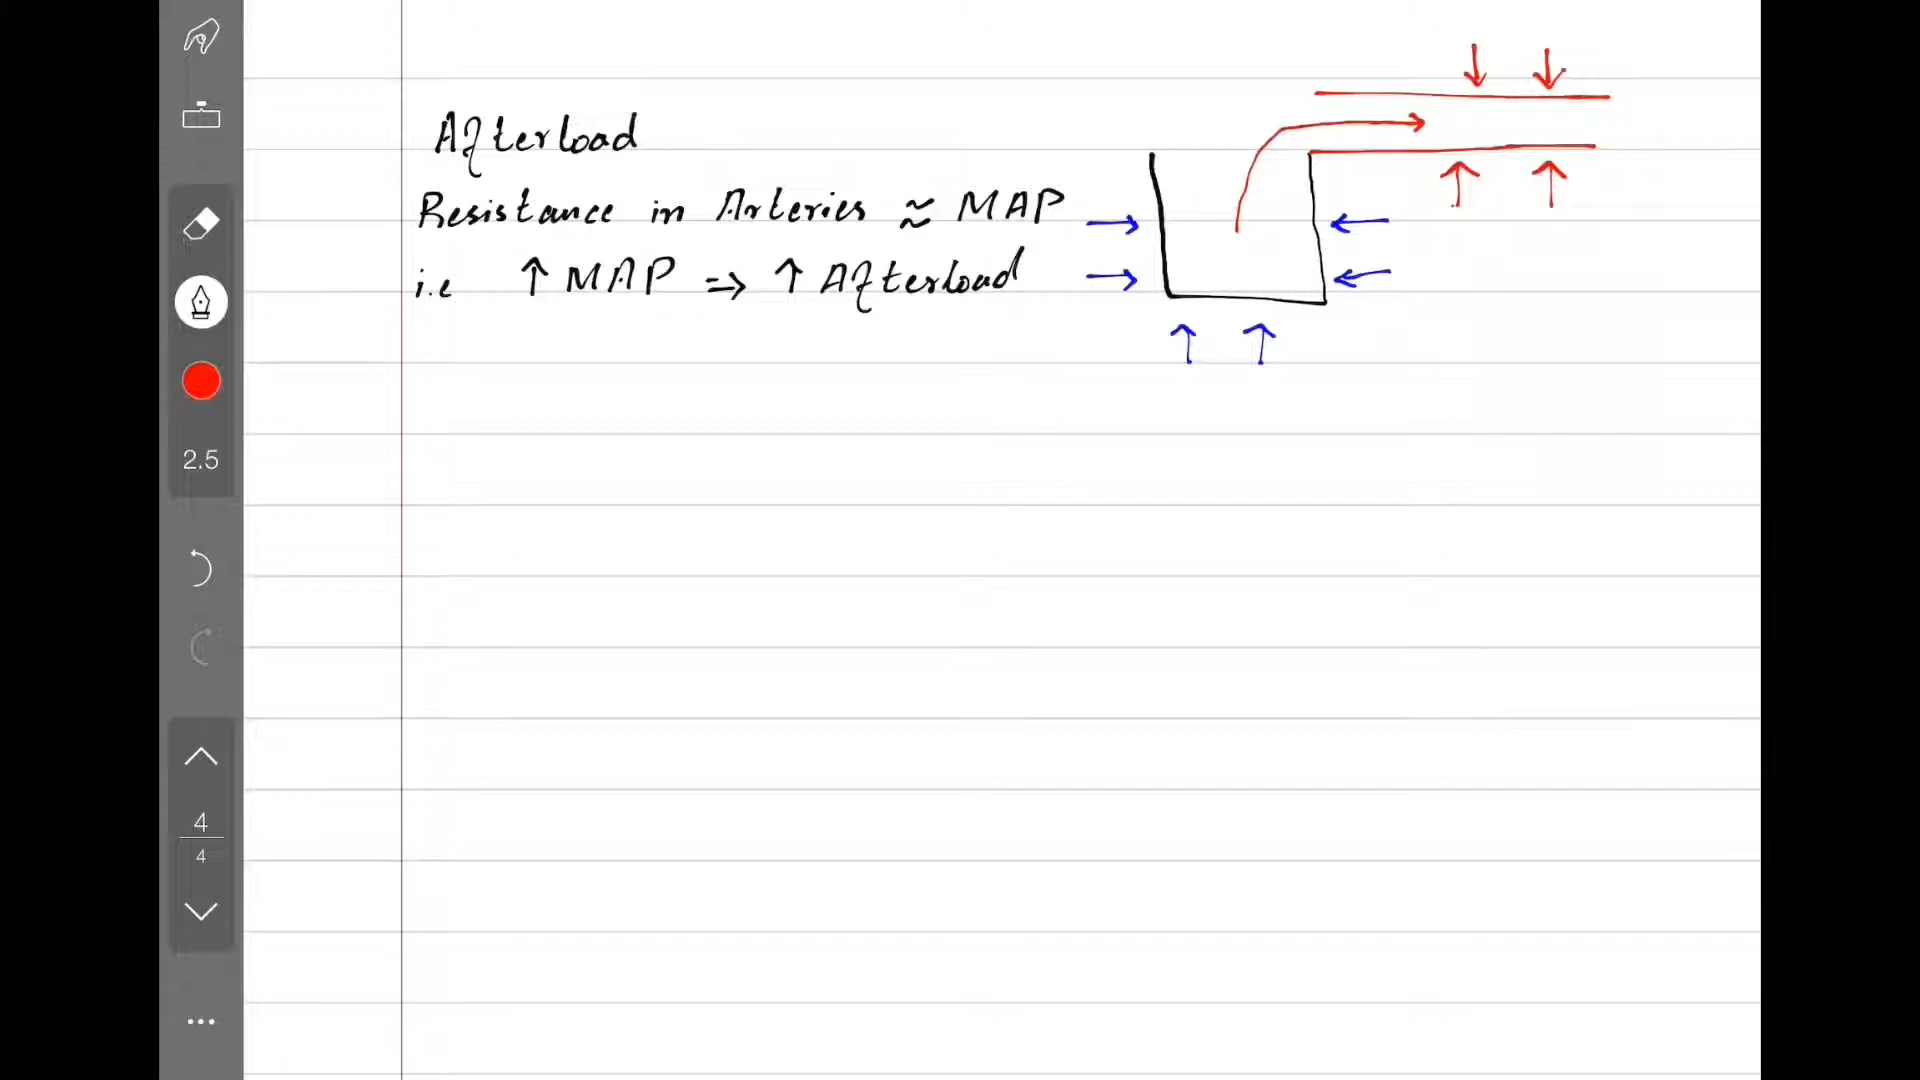 Afterload
Resistance in Arteries ≈ MAP
i.e ↑ MAP ⇒ ↑ Afterload
2.5
4
4